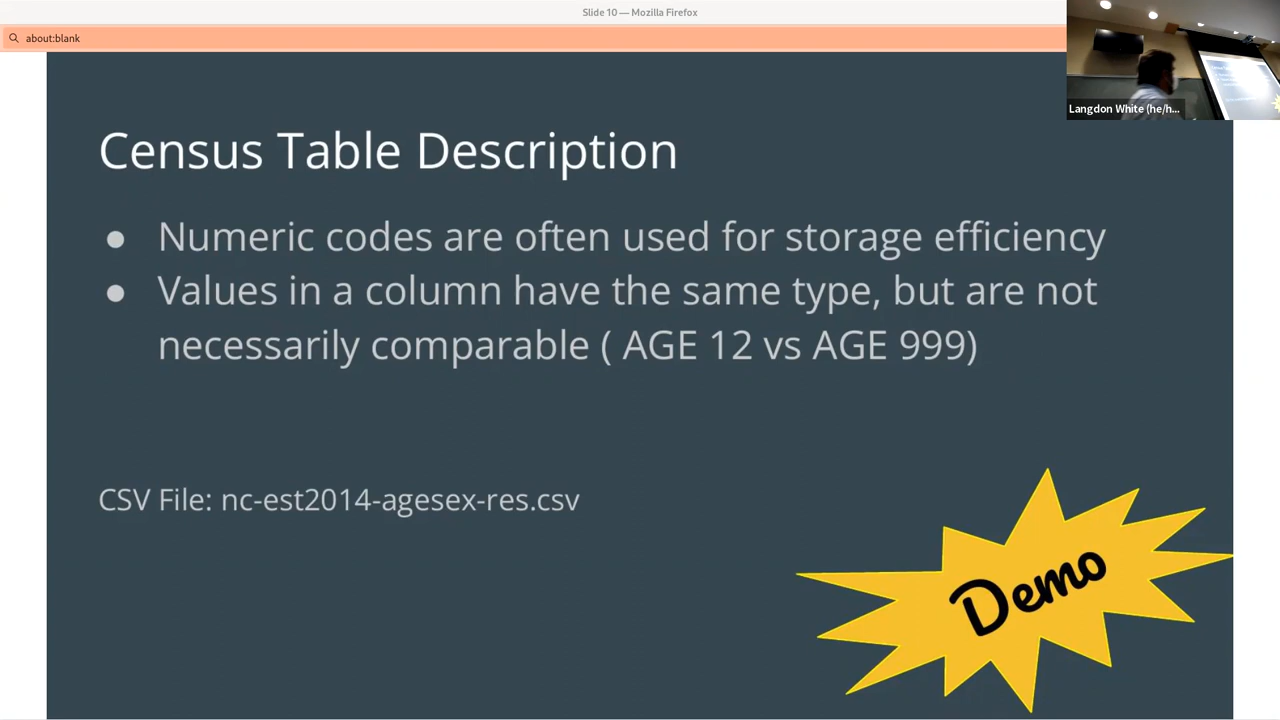 Slide 10 — Mozilla Firefox
about:blank
Langdon White (he/h...
Census Table Description
● Numeric codes are often used for storage efficiency
● Values in a column have the same type, but are not
necessarily comparable ( AGE 12 vs AGE 999)
CSV File: nc-est2014-agesex-res.csv
Demo